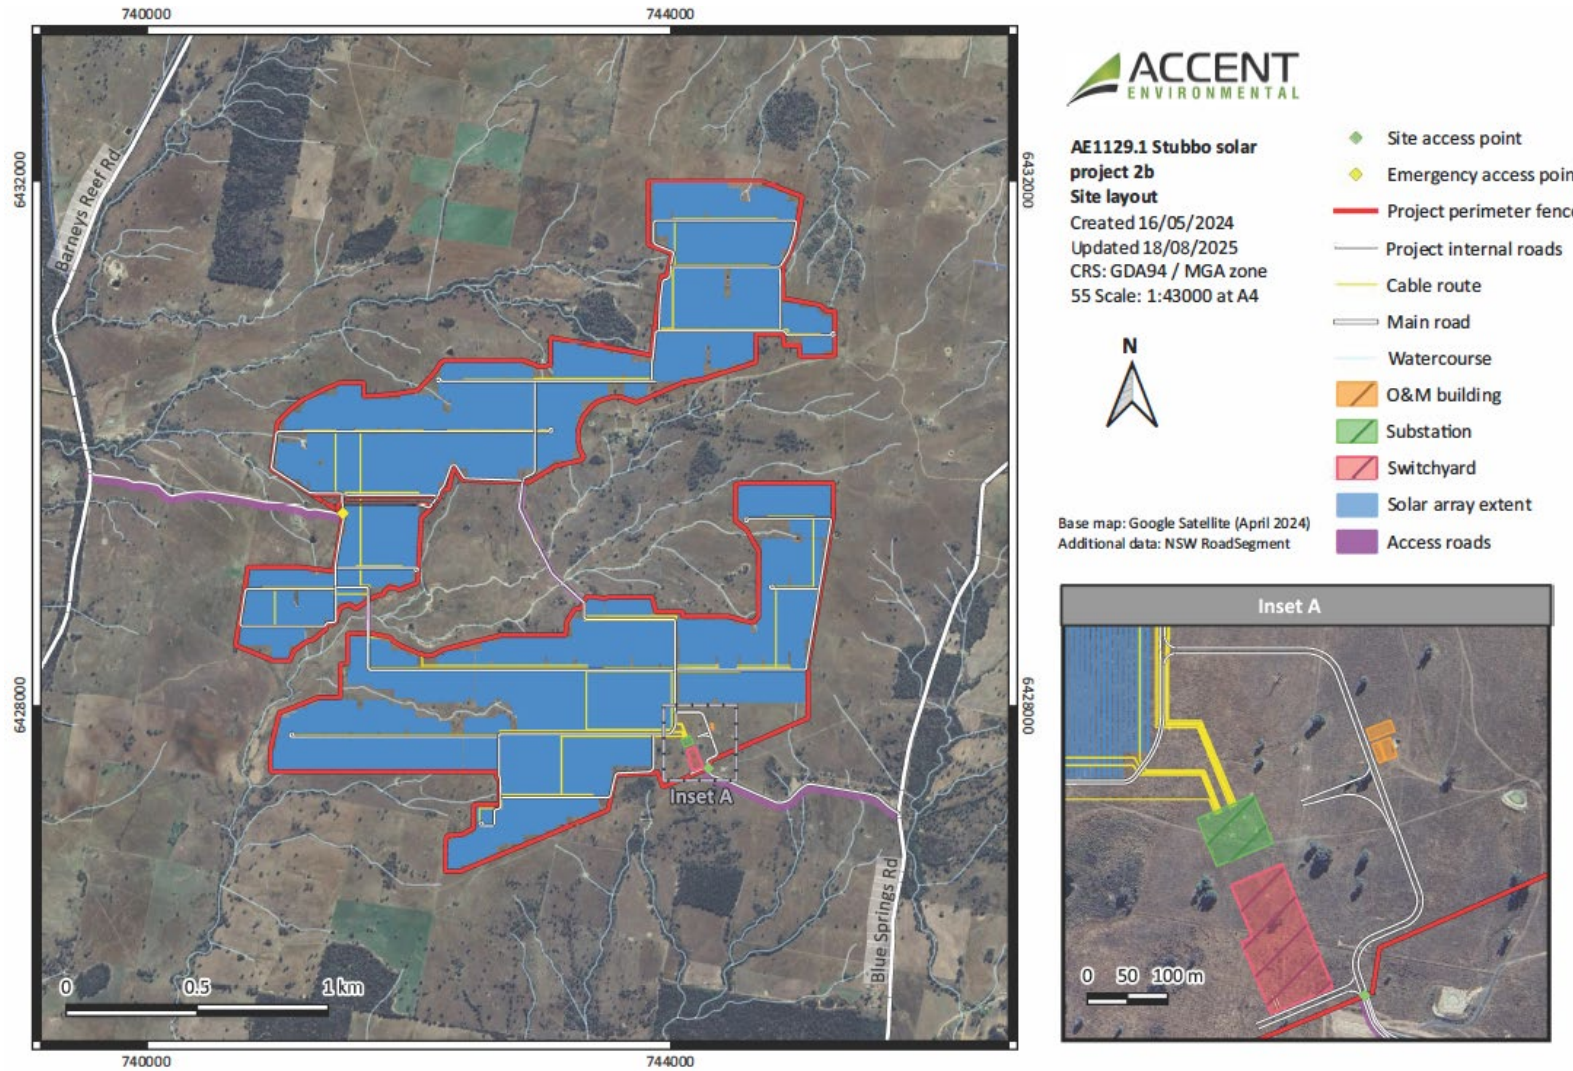 740000
744000
6432000
6432000
6428000
6428000
740000
744000
Barneys Reef Rd
Blue Springs Rd
Inset A
0 0.5 1 km
ACCENT
ENVIRONMENTAL
AE1129.1 Stubbo solar
project 2b
Site layout
Created 16/05/2024
Updated 18/08/2025
CRS: GDA94 / MGA zone
55 Scale: 1:43000 at A4
N
Base map: Google Satellite (April 2024)
Additional data: NSW RoadSegment
Site access point
Emergency access poin
Project perimeter fenc
Project internal roads
Cable route
Main road
Watercourse
O&M building
Substation
Switchyard
Solar array extent
Access roads
Inset A
0 50 100 m